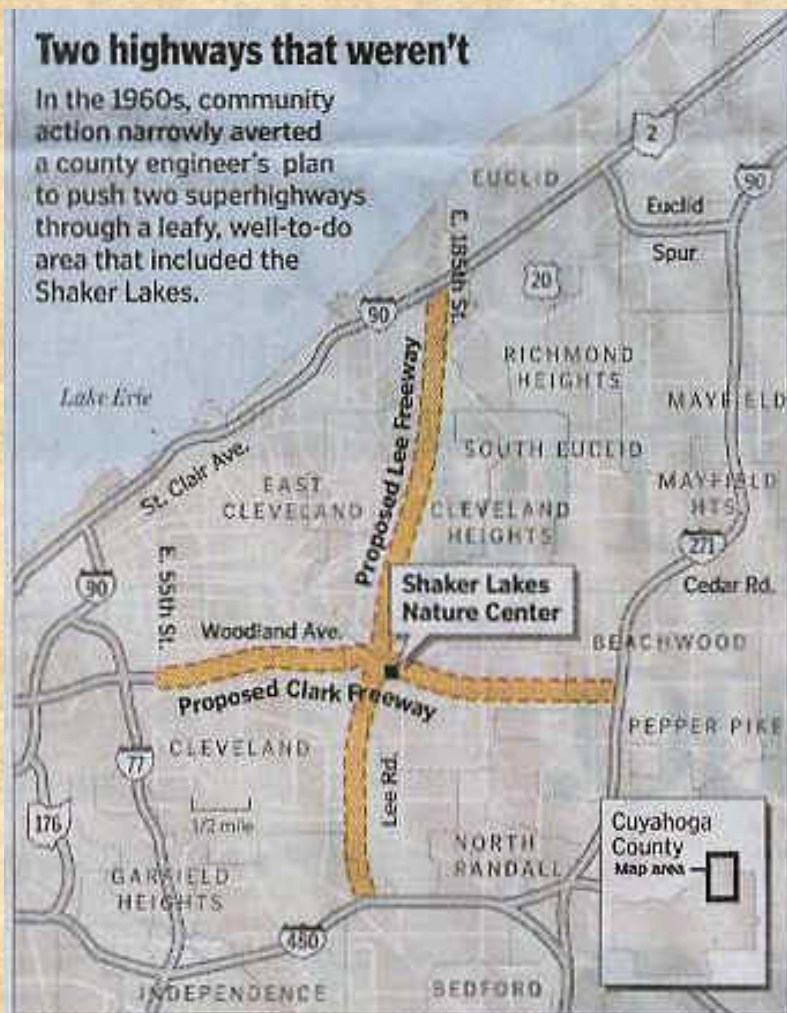 Two highways that weren't
In the 1960s, community
action narrowly averted
a county engineer's plan
to push two superhighways
through a leafy, well-to-do
area that included the
Shaker Lakes.
2
EUCLID
90
Euclid
Spur
E. 185th St.
20
90
RICHMOND
HEIGHTS
Lake Erie
MAYFIELD
Proposed Lee Freeway
SOUTH EUCLID
St. Clair Ave.
EAST
CLEVELAND
MAYFIELD
HTS
CLEVELAND
HEIGHTS
271
90
E. 55th St.
Shaker Lakes
Nature Center
Cedar Rd.
Woodland Ave.
BEACHWOOD
Proposed Clark Freeway
PEPPER PIKE
CLEVELAND
77
Lee Rd.
1/2 mile
176
Cuyahoga
County
Map area
NORTH
RANDALL
GARFIELD
HEIGHTS
480
INDEPENDENCE
BEDFORD